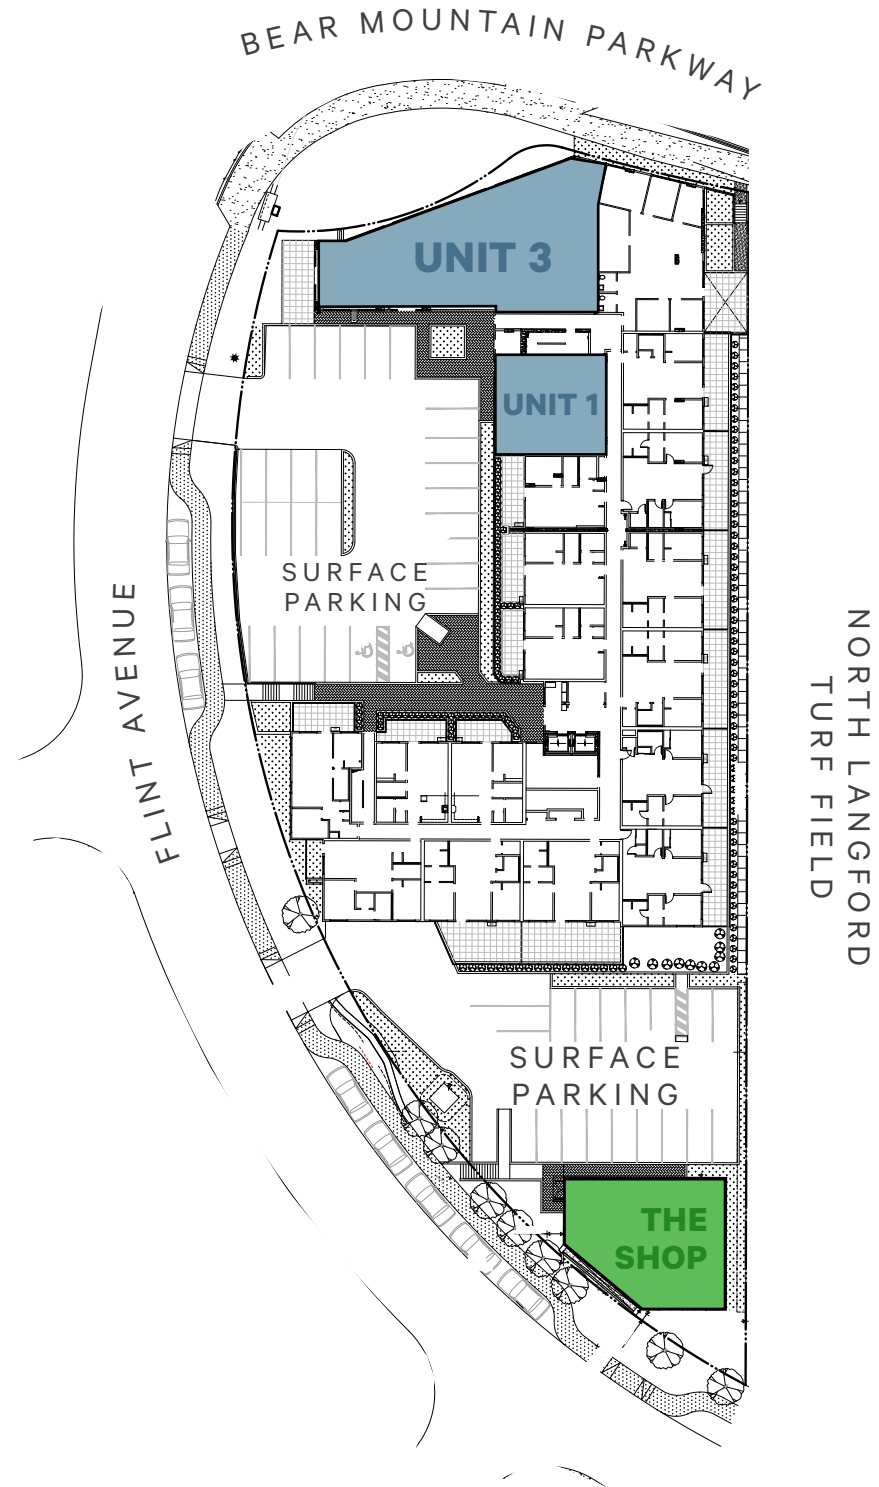 BEAR MOUNTAIN PARKWAY
UNIT 3
UNIT 1
SURFACE
PARKING
FLINT AVENUE
NORTH LANGFORD
TURF FIELD
SURFACE
PARKING
THE
SHOP